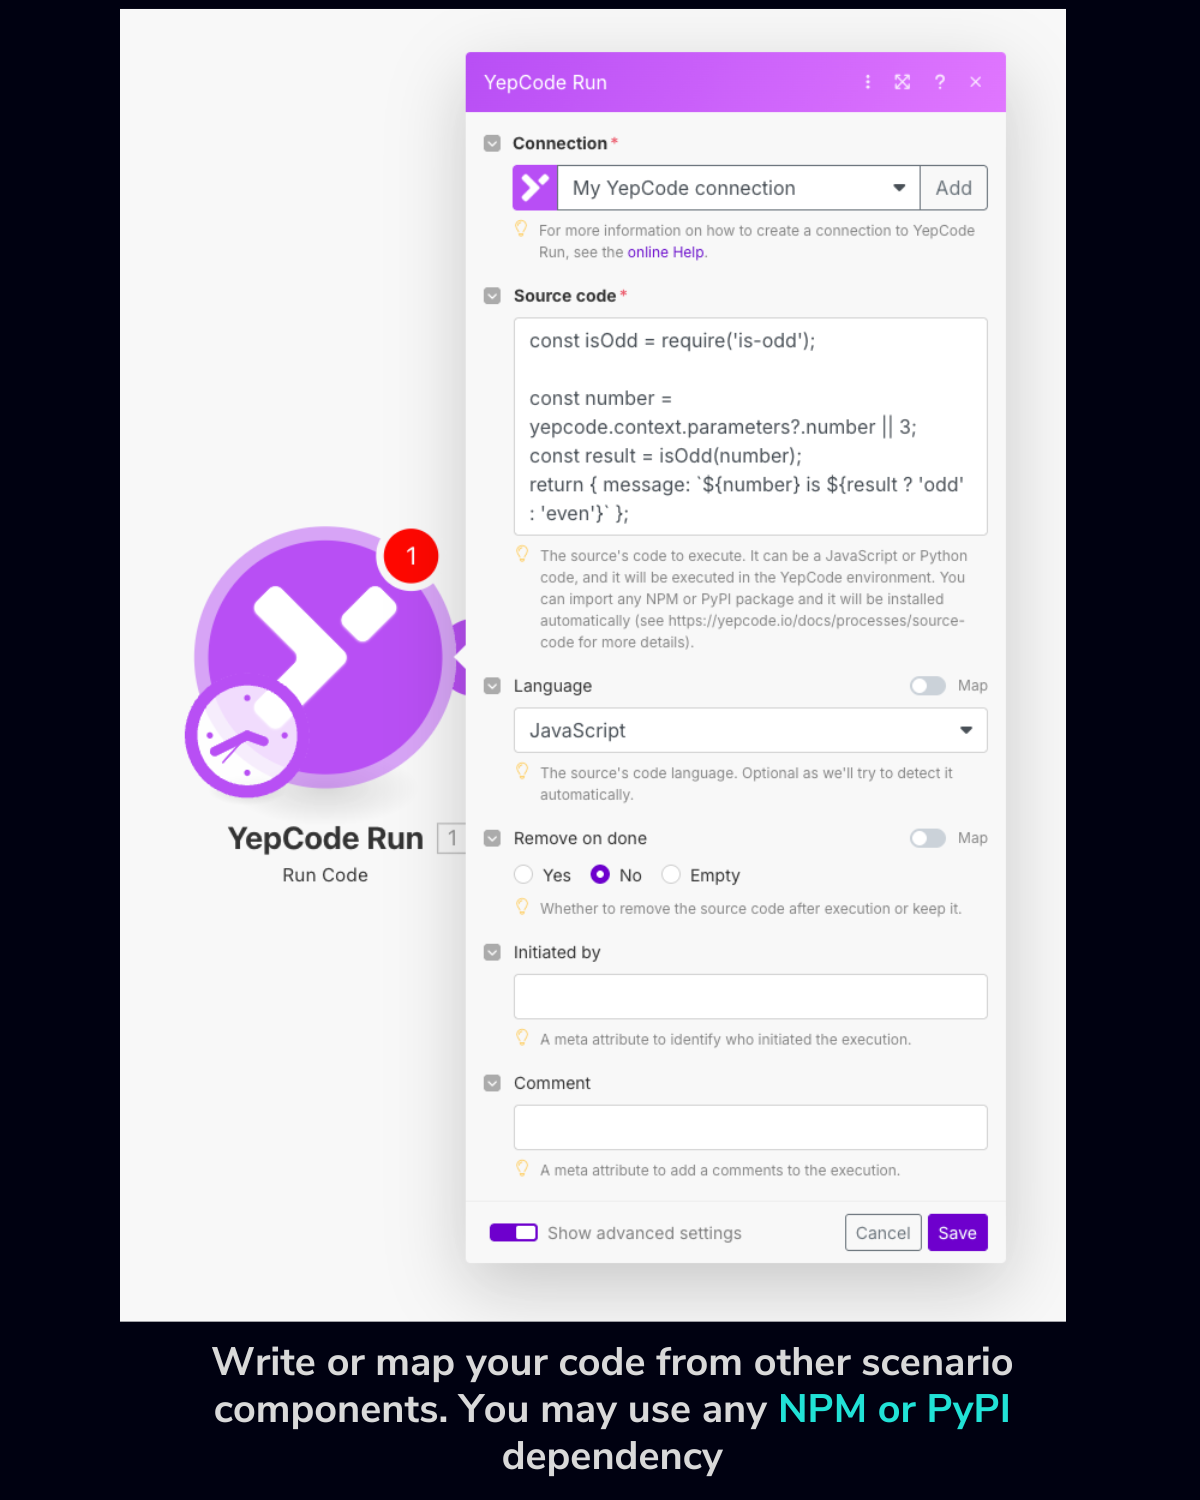 YepCode Run
?
Connection *
My YepCode connection
Add
For more information on how to create a connection to YepCode
Run, see the online Help.
Source code *
const isOdd = require('is-odd');
const number =
yepcode.context.parameters?.number || 3;
const result = isOdd(number);
return { message: `${number} is ${result ? 'odd'
: 'even'}` };
The source's code to execute. It can be a JavaScript or Python
code, and it will be executed in the YepCode environment. You
can import any NPM or PyPI package and it will be installed
automatically (see https://yepcode.io/docs/processes/source-
code for more details).
1
YepCode Run 1
Run Code
Language
Map
JavaScript
The source's code language. Optional as we'll try to detect it
automatically.
Remove on done
Map
Yes No Empty
Whether to remove the source code after execution or keep it.
Initiated by
A meta attribute to identify who initiated the execution.
Comment
A meta attribute to add a comments to the execution.
Show advanced settings
Cancel
Save
Write or map your code from other scenario
components. You may use any NPM or PyPI
dependency